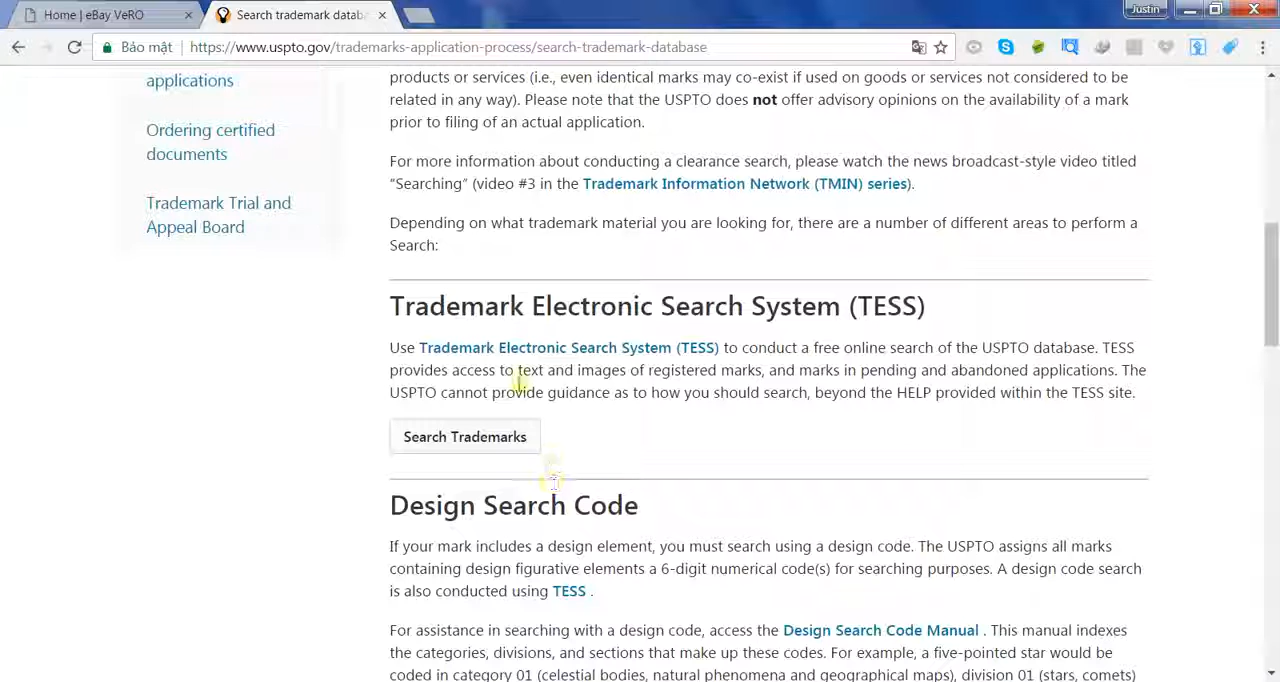 Home | eBay VeRO
Search trademark datab
Justin
Bảo mật
https://www.uspto.gov/trademarks-application-process/search-trademark-database
applications
Ordering certified
documents
Trademark Trial and
Appeal Board
products or services (i.e., even identical marks may co-exist if used on goods or services not considered to be
related in any way). Please note that the USPTO does not offer advisory opinions on the availability of a mark
prior to filing of an actual application.
For more information about conducting a clearance search, please watch the news broadcast-style video titled
“Searching” (video #3 in the Trademark Information Network (TMIN) series).
Depending on what trademark material you are looking for, there are a number of different areas to perform a
Search:
Trademark Electronic Search System (TESS)
Use Trademark Electronic Search System (TESS) to conduct a free online search of the USPTO database. TESS
provides access to text and images of registered marks, and marks in pending and abandoned applications. The
USPTO cannot provide guidance as to how you should search, beyond the HELP provided within the TESS site.
Search Trademarks
Design Search Code
If your mark includes a design element, you must search using a design code. The USPTO assigns all marks
containing design figurative elements a 6-digit numerical code(s) for searching purposes. A design code search
is also conducted using TESS .
For assistance in searching with a design code, access the Design Search Code Manual . This manual indexes
the categories, divisions, and sections that make up these codes. For example, a five-pointed star would be
coded in category 01 (celestial bodies, natural phenomena and geographical maps), division 01 (stars, comets)